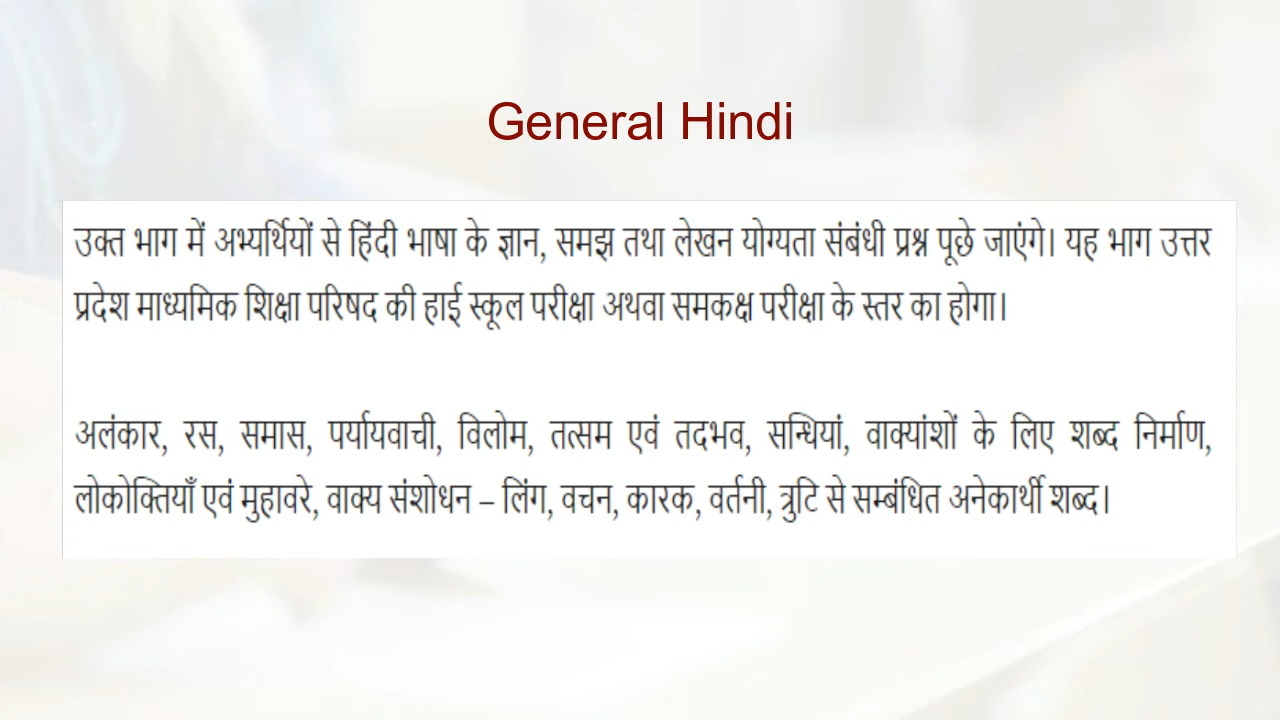 General Hindi
उक्त भाग में अभ्यर्थियों से हिंदी भाषा के ज्ञान, समझ तथा लेखन योग्यता संबंधी प्रश्न पूछे जाएंगे। यह भाग उत्तर
प्रदेश माध्यमिक शिक्षा परिषद की हाई स्कूल परीक्षा अथवा समकक्ष परीक्षा के स्तर का होगा।
अलंकार, रस, समास, पर्यायवाची, विलोम, तत्सम एवं तदभव, सन्धियां, वाक्यांशों के लिए शब्द निर्माण,
लोकोक्तियाँ एवं मुहावरे, वाक्य संशोधन – लिंग, वचन, कारक, वर्तनी, त्रुटि से सम्बंधित अनेकार्थी शब्द।